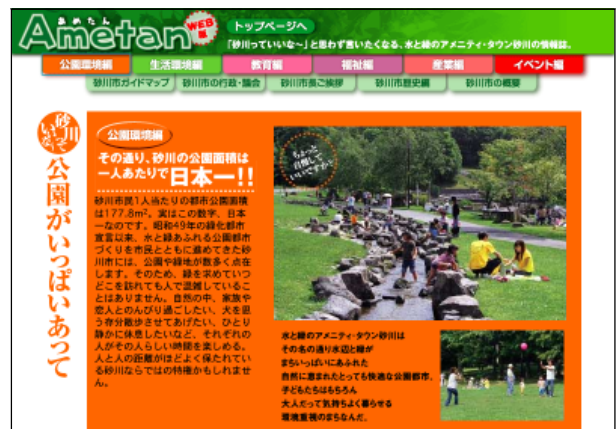 あめたん
Ametan WEB版
トップページへ
「砂川っていいな～」と思わず言いたくなる、水と緑のアメニティ・タウン砂川の情報誌。
公園環境編 生活環境編 教育編 福祉編 産業編 イベント編
砂川市ガイドマップ 砂川市の行政・議会 砂川市長ご挨拶 砂川市歴史編 砂川市の概要
砂川っていいな、
公園がいっぱいあって
公園環境編
その通り、砂川の公園面積は
一人あたりで日本一!!
砂川市民1人当たりの都市公園面積
は177.8m²。実はこの数字、日本
一なのです。昭和49年の緑化都市
宣言以来、水と緑あふれる公園都市
づくりを市民とともに進めてきた砂
川市には、公園や緑地が数多く点在
します。そのため、緑を求めていつ
どこを訪れても人で混雑しているこ
とはありません。自然の中、家族や
恋人とのんびり過ごしたい、犬を思
う存分散歩させてあげたい、ひとり
静かに休息したいなど、それぞれの
人がその人らしい時間を楽しめる。
人と人の距離がほどよく保たれてい
る砂川ならではの特権かもしれませ
ん。
ちょっと
自慢して
いいですか?
水と緑のアメニティ・タウン砂川は
その名の通り水辺と緑が
まちいっぱいにあふれた
自然に恵まれたとっても快適な公園都市。
子どもたちはもちろん
大人だって気持ちよく暮らせる
環境重視のまちなんだ。